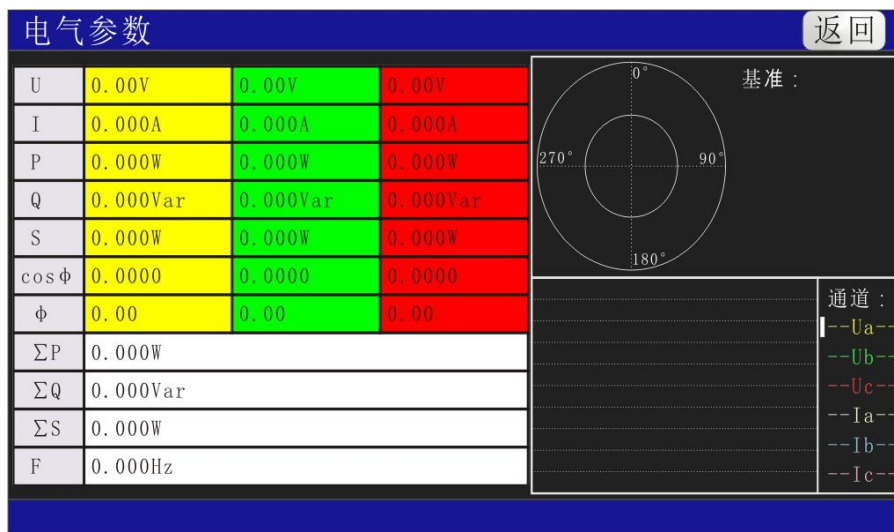 电气参数 返回
U 0.00V 0.00V 0.00V
I 0.000A 0.000A 0.000A
P 0.000W 0.000W 0.000W
Q 0.000Var 0.000Var 0.000Var
S 0.000W 0.000W 0.000W
cosϕ 0.0000 0.0000 0.0000
ϕ 0.00 0.00 0.00
ΣP 0.000W
ΣQ 0.000Var
ΣS 0.000W
F 0.000Hz
0°
基准:
270° 90°
180°
通道:
--Ua--
--Ub--
--Uc--
--Ia--
--Ib--
--Ic--